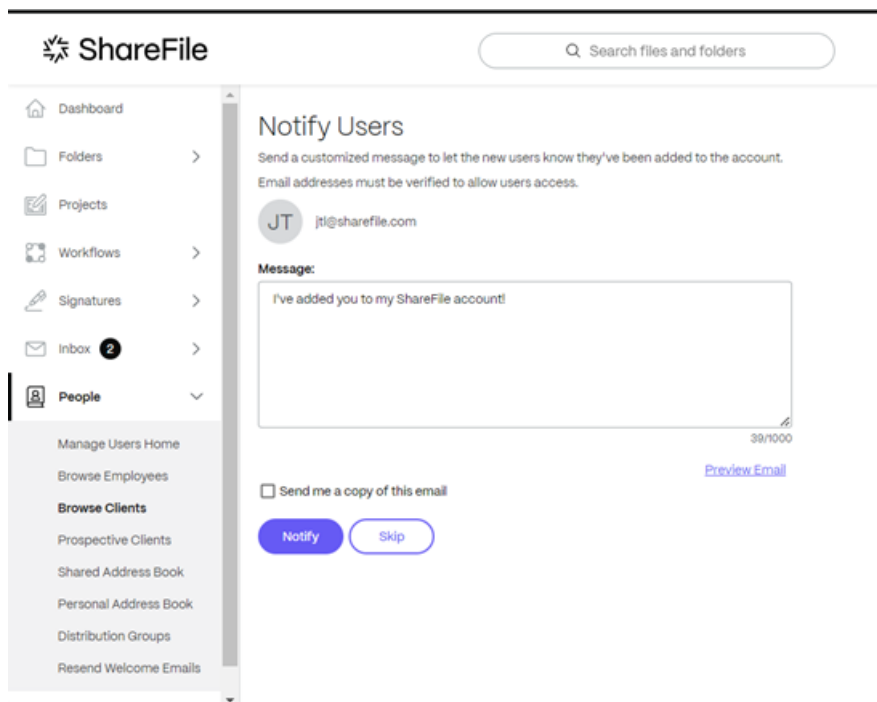 ShareFile
Search files and folders
Dashboard
Folders
Projects
Workflows
Signatures
Inbox 2
People
Manage Users Home
Browse Employees
Browse Clients
Prospective Clients
Shared Address Book
Personal Address Book
Distribution Groups
Resend Welcome Emails
Notify Users
Send a customized message to let the new users know they've been added to the account.
Email addresses must be verified to allow users access.
JT jtl@sharefile.com
Message:
I've added you to my ShareFile account!
39/1000
Preview Email
Send me a copy of this email
Notify Skip